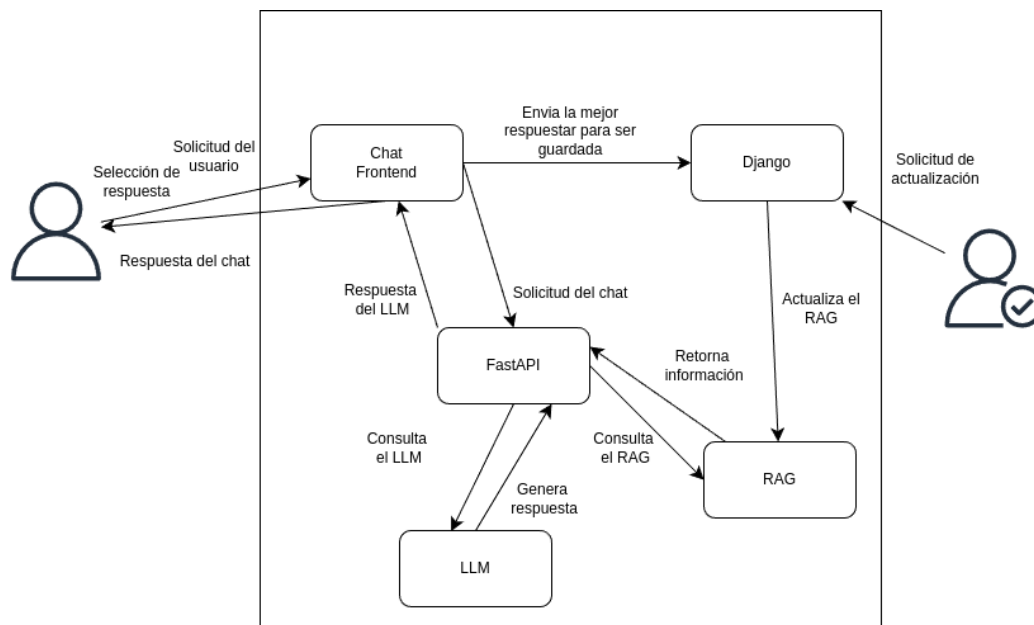 Envia la mejor
respuestar para ser
guardada
Solicitud del
usuario
Selección de
respuesta
Chat
Frontend
Django
Solicitud de
actualización
Respuesta del chat
Respuesta
del LLM
Solicitud del chat
Actualiza el
RAG
FastAPI
Retorna
información
Consulta
el LLM
Consulta
el RAG
RAG
Genera
respuesta
LLM